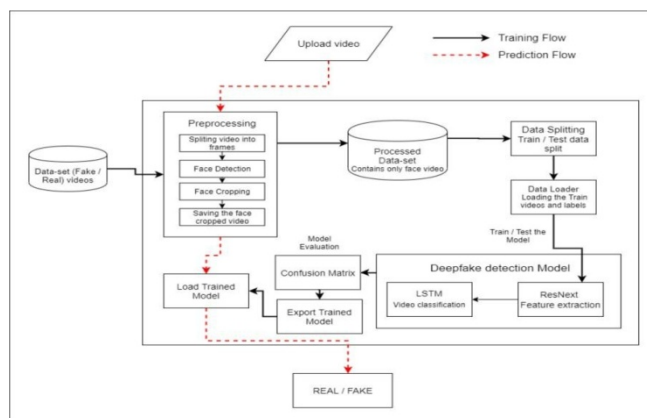 Upload video
Training Flow
Prediction Flow
Preprocessing
Spliting video into
frames
Face Detection
Face Cropping
Saving the face
cropped video
Data-set (Fake /
Real) videos
Processed
Data-set
Contains only face video
Data Splitting
Train / Test data
split
Data Loader
Loading the Train
videos and labels
Train / Test the
Model
Model
Evaluation
Deepfake detection Model
Load Trained
Model
Confusion Matrix
Export Trained
Model
LSTM
Video classification
ResNext
Feature extraction
REAL / FAKE